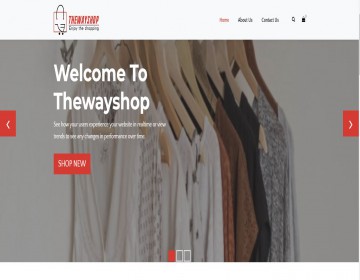 THEWAYSHOP
Enjoy the shopping
Home About Us Contact Us
Welcome To
Thewayshop
See how your users experience your website in realtime or view
trends to see any changes in performance over time.
SHOP NEW